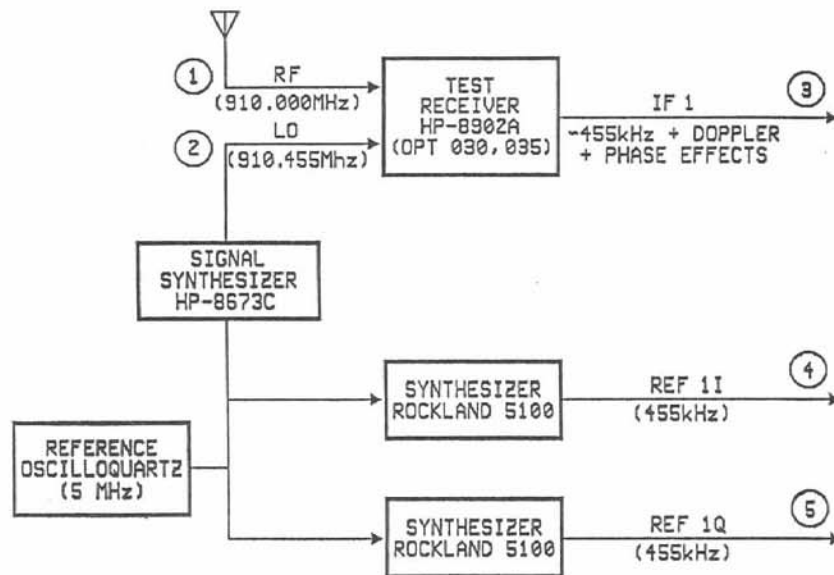 1
RF
(910.000MHz)
2
LO
(910.455Mhz)
TEST
RECEIVER
HP-8902A
(OPT 030,035)
IF 1
3
~455kHz + DOPPLER
+ PHASE EFFECTS
SIGNAL
SYNTHESIZER
HP-8673C
SYNTHESIZER
ROCKLAND 5100
REF 1I
4
(455kHz)
REFERENCE
OSCILLOQUARTZ
(5 MHz)
SYNTHESIZER
ROCKLAND 5100
REF 1Q
5
(455kHz)